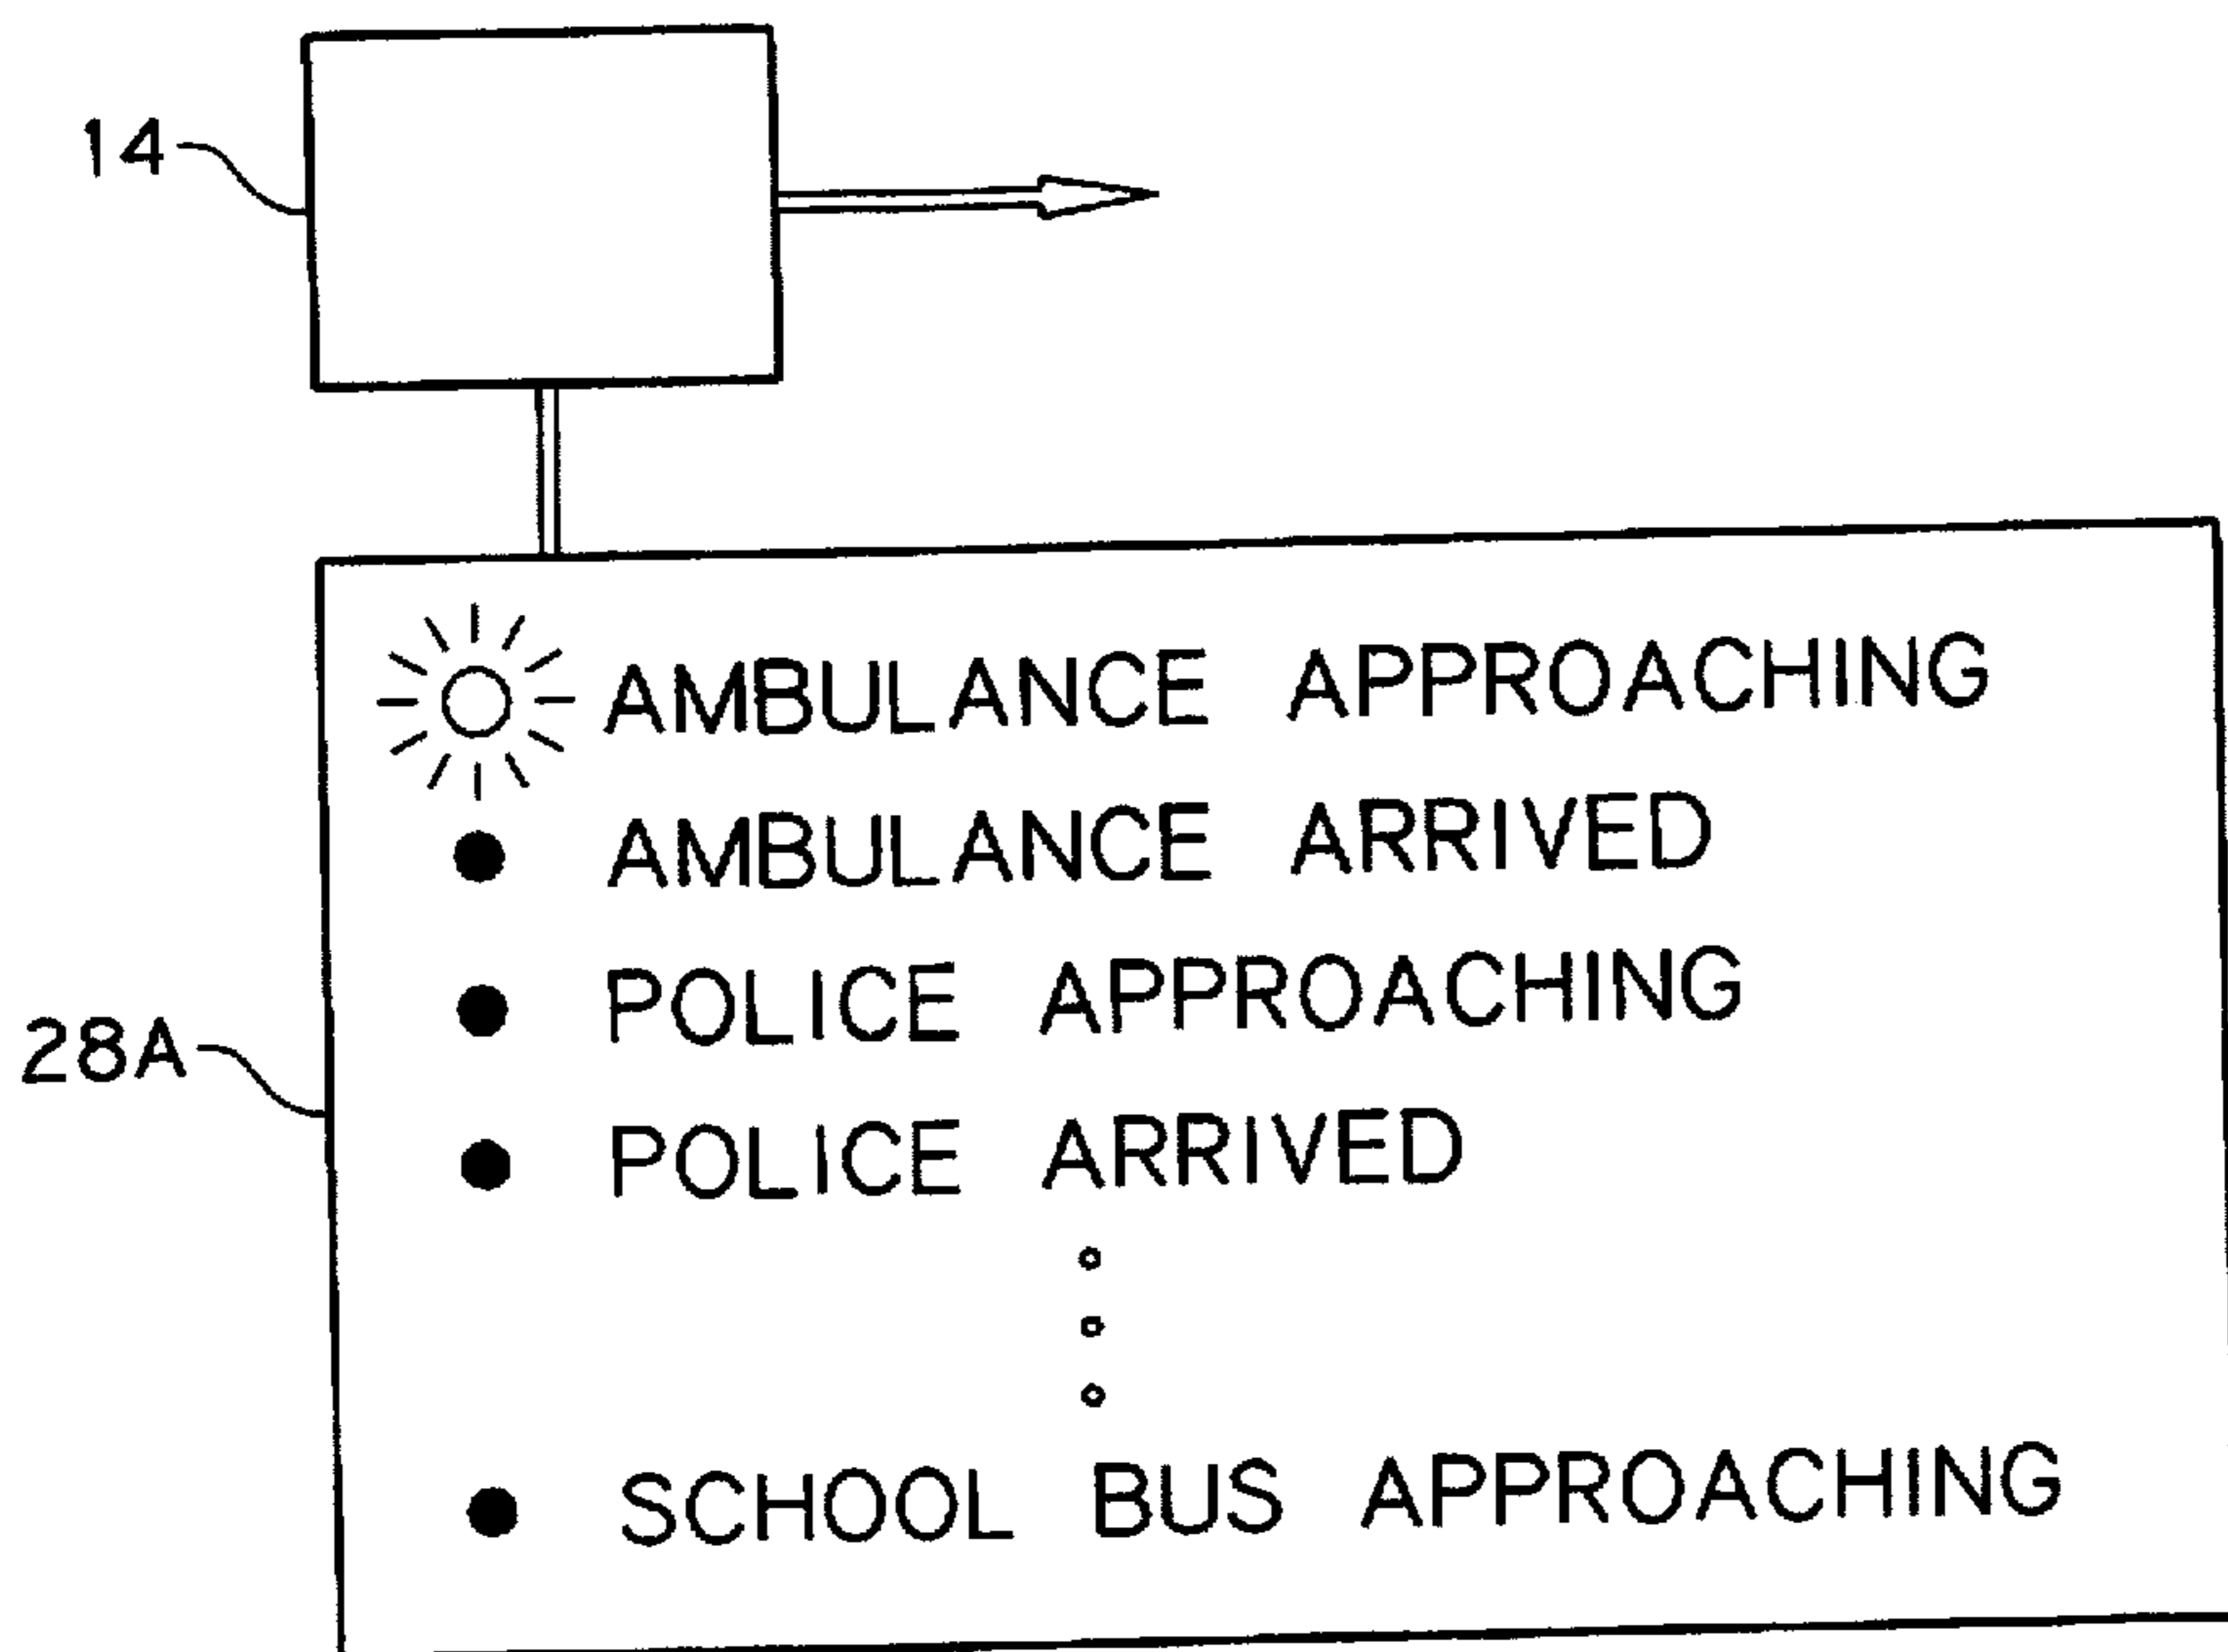 14
AMBULANCE APPROACHING
AMBULANCE ARRIVED
POLICE APPROACHING
28A
POLICE ARRIVED
SCHOOL BUS APPROACHING